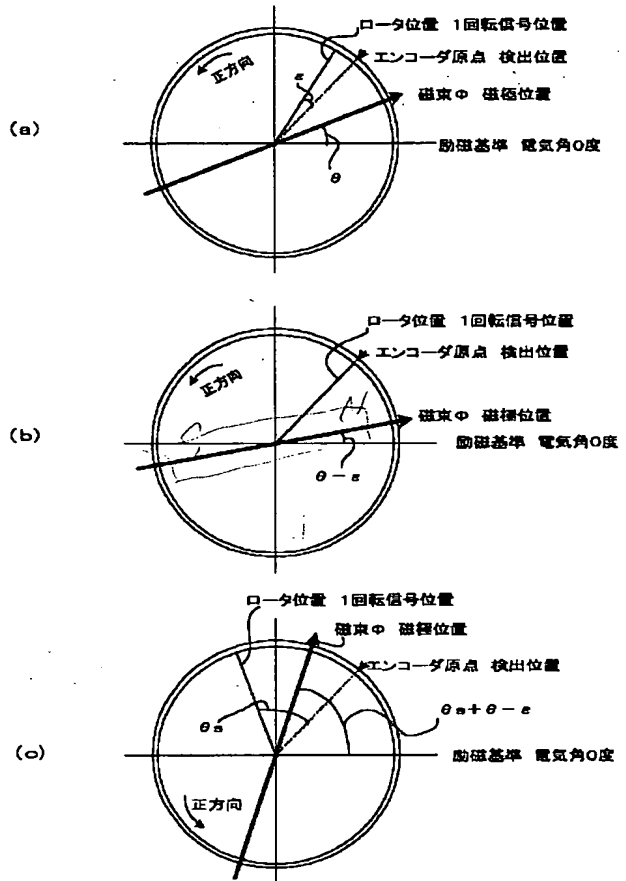 ロータ位置 1回転信号位置
エンコーダ原点 検出位置
正方向
ε
磁束Φ 磁極位置
(a)
励磁基準 電気角0度
θ
ロータ位置 1回転信号位置
エンコーダ原点 検出位置
正方向
磁束Φ 磁極位置
(b)
励磁基準 電気角0度
θ-ε
ロータ位置 1回転信号位置
磁束Φ 磁極位置
エンコーダ原点 検出位置
θs
θs+θ-ε
(c)
励磁基準 電気角0度
正方向